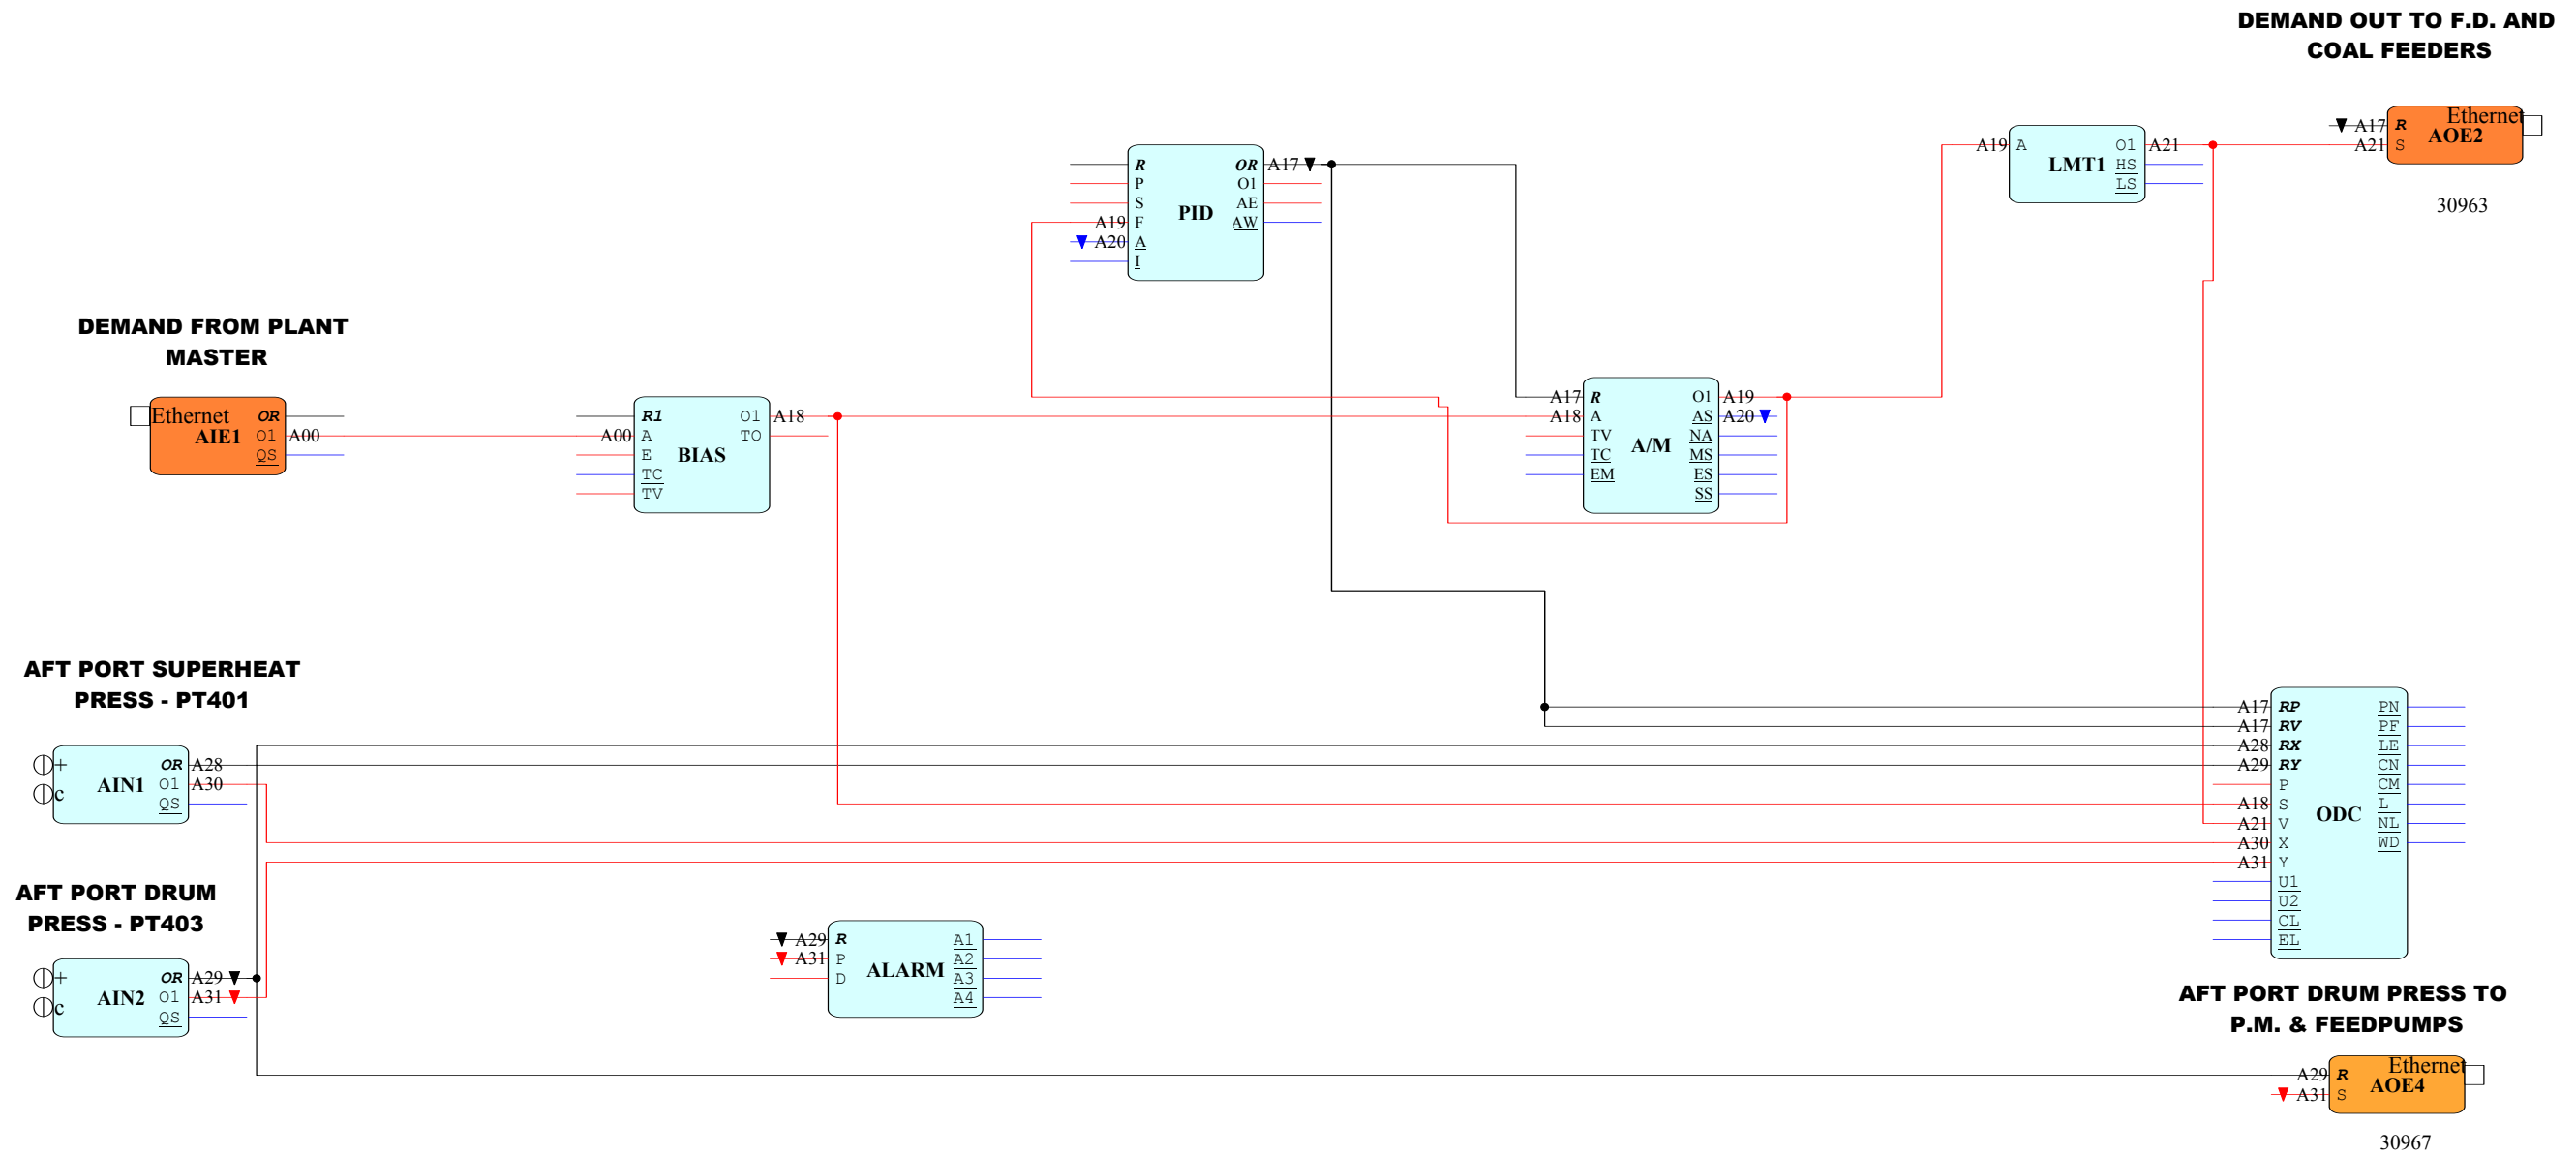 DEMAND OUT TO F.D. AND
COAL FEEDERS
A17 R Ethernet
A21 S AOE2
30963
R OR A17
P O1
S AE
A19 F AW
A20 A
I
PID
A19 A O1 A21
LMT1 HS
LS
DEMAND FROM PLANT
MASTER
Ethernet OR
AIE1 O1 A00
QS
R1 O1 A18
A00 A TO
E BIAS
TC
TV
A17 R O1 A19
A18 A AS A20
TV NA
TC A/M MS
EM ES
SS
AFT PORT SUPERHEAT
PRESS - PT401
+ OR A28
AIN1 O1 A30
c QS
AFT PORT DRUM
PRESS - PT403
+ OR A29
AIN2 O1 A31
c QS
A29 R A1
A31 P ALARM A2
D A3
A4
A17 RP PN
A17 RV PF
A28 RX LE
A29 RY CN
P CM
A18 S ODC L
A21 V NL
A30 X WD
A31 Y
U1
U2
CL
EL
AFT PORT DRUM PRESS TO
P.M. & FEEDPUMPS
A29 R Ethernet
A31 S AOE4
30967